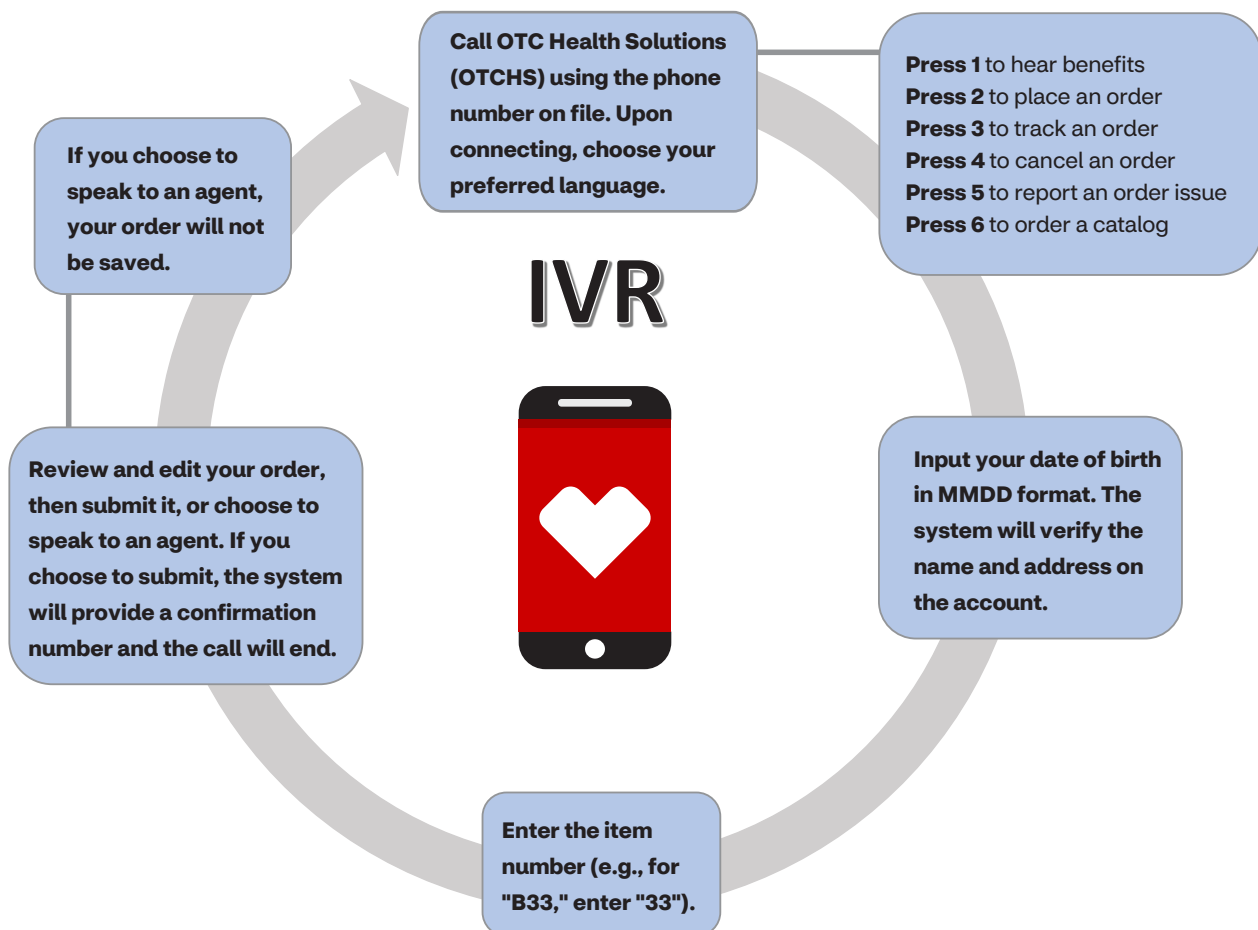 Call OTC Health Solutions
(OTCHS) using the phone
number on file. Upon
connecting, choose your
preferred language.
Press 1 to hear benefits
Press 2 to place an order
Press 3 to track an order
Press 4 to cancel an order
Press 5 to report an order issue
Press 6 to order a catalog
If you choose to
speak to an agent,
your order will not
be saved.
IVR
Input your date of birth
in MMDD format. The
system will verify the
name and address on
the account.
Review and edit your order,
then submit it, or choose to
speak to an agent. If you
choose to submit, the system
will provide a confirmation
number and the call will end.
Enter the item
number (e.g., for
"B33," enter "33").